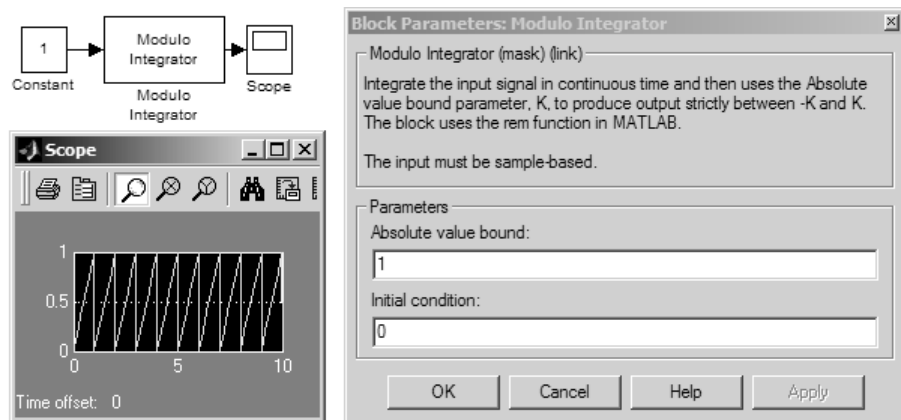 1
Modulo
Integrator
Constant
Modulo
Integrator
Scope
Scope
1
0.5
0
0
5
10
Time offset: 0
Block Parameters: Modulo Integrator
Modulo Integrator (mask) (link)
Integrate the input signal in continuous time and then uses the Absolute
value bound parameter, K, to produce output strictly between -K and K.
The block uses the rem function in MATLAB.
The input must be sample-based.
Parameters
Absolute value bound:
1
Initial condition:
0
OK
Cancel
Help
Apply